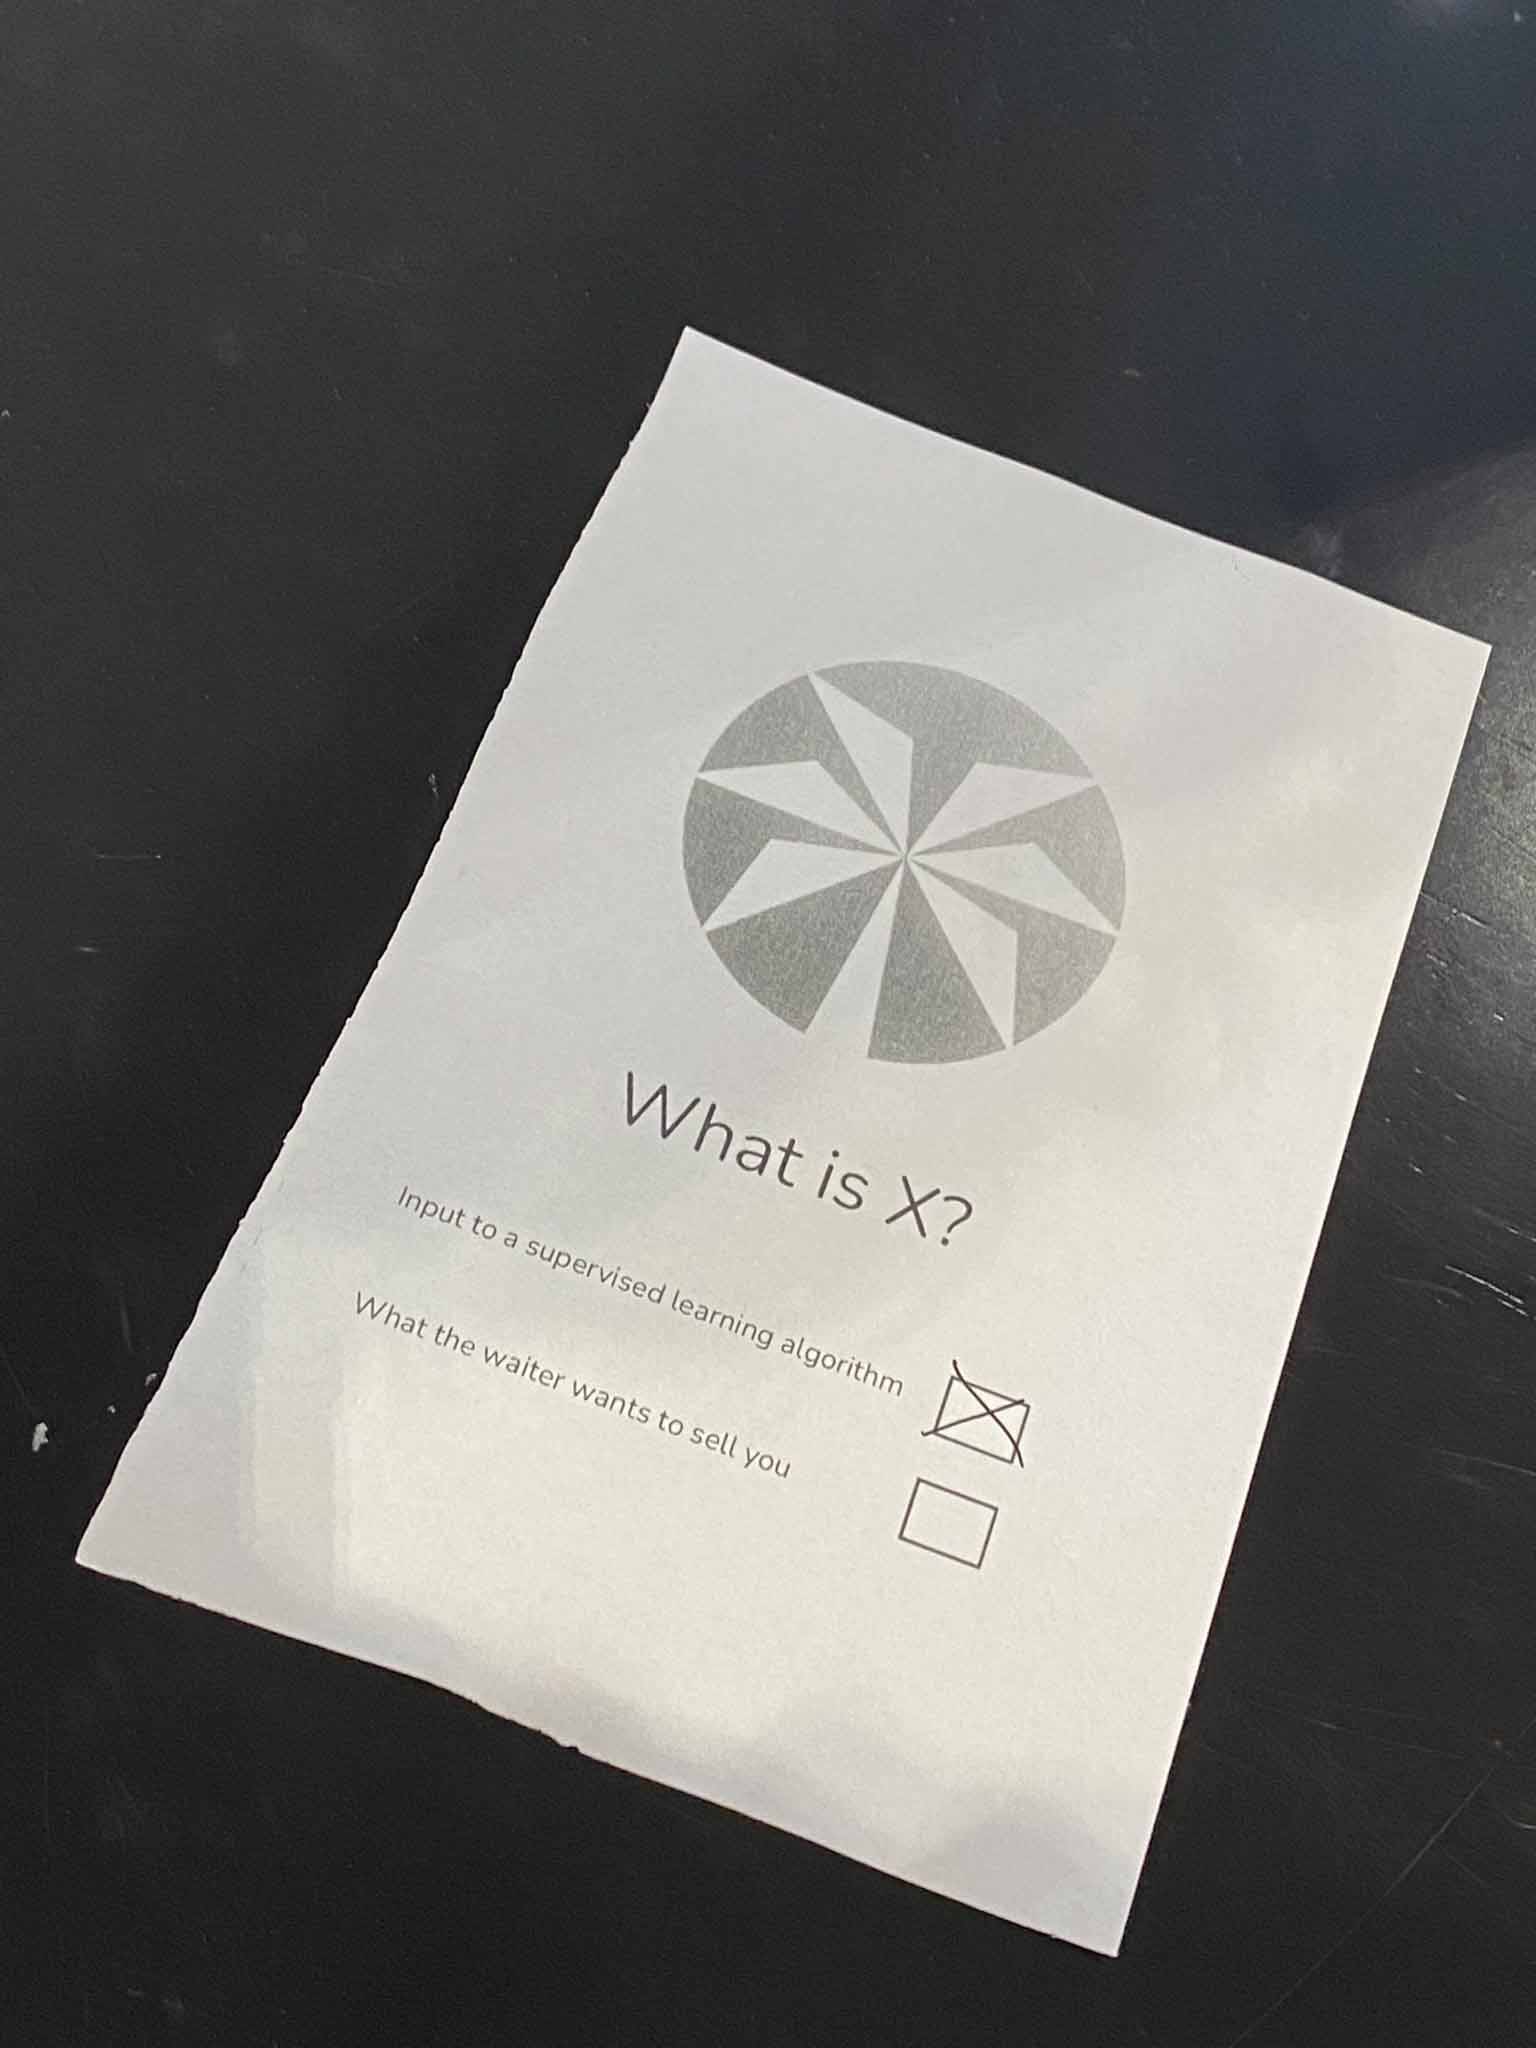 What is X?
Input to a supervised learning algorithm
What the waiter wants to sell you